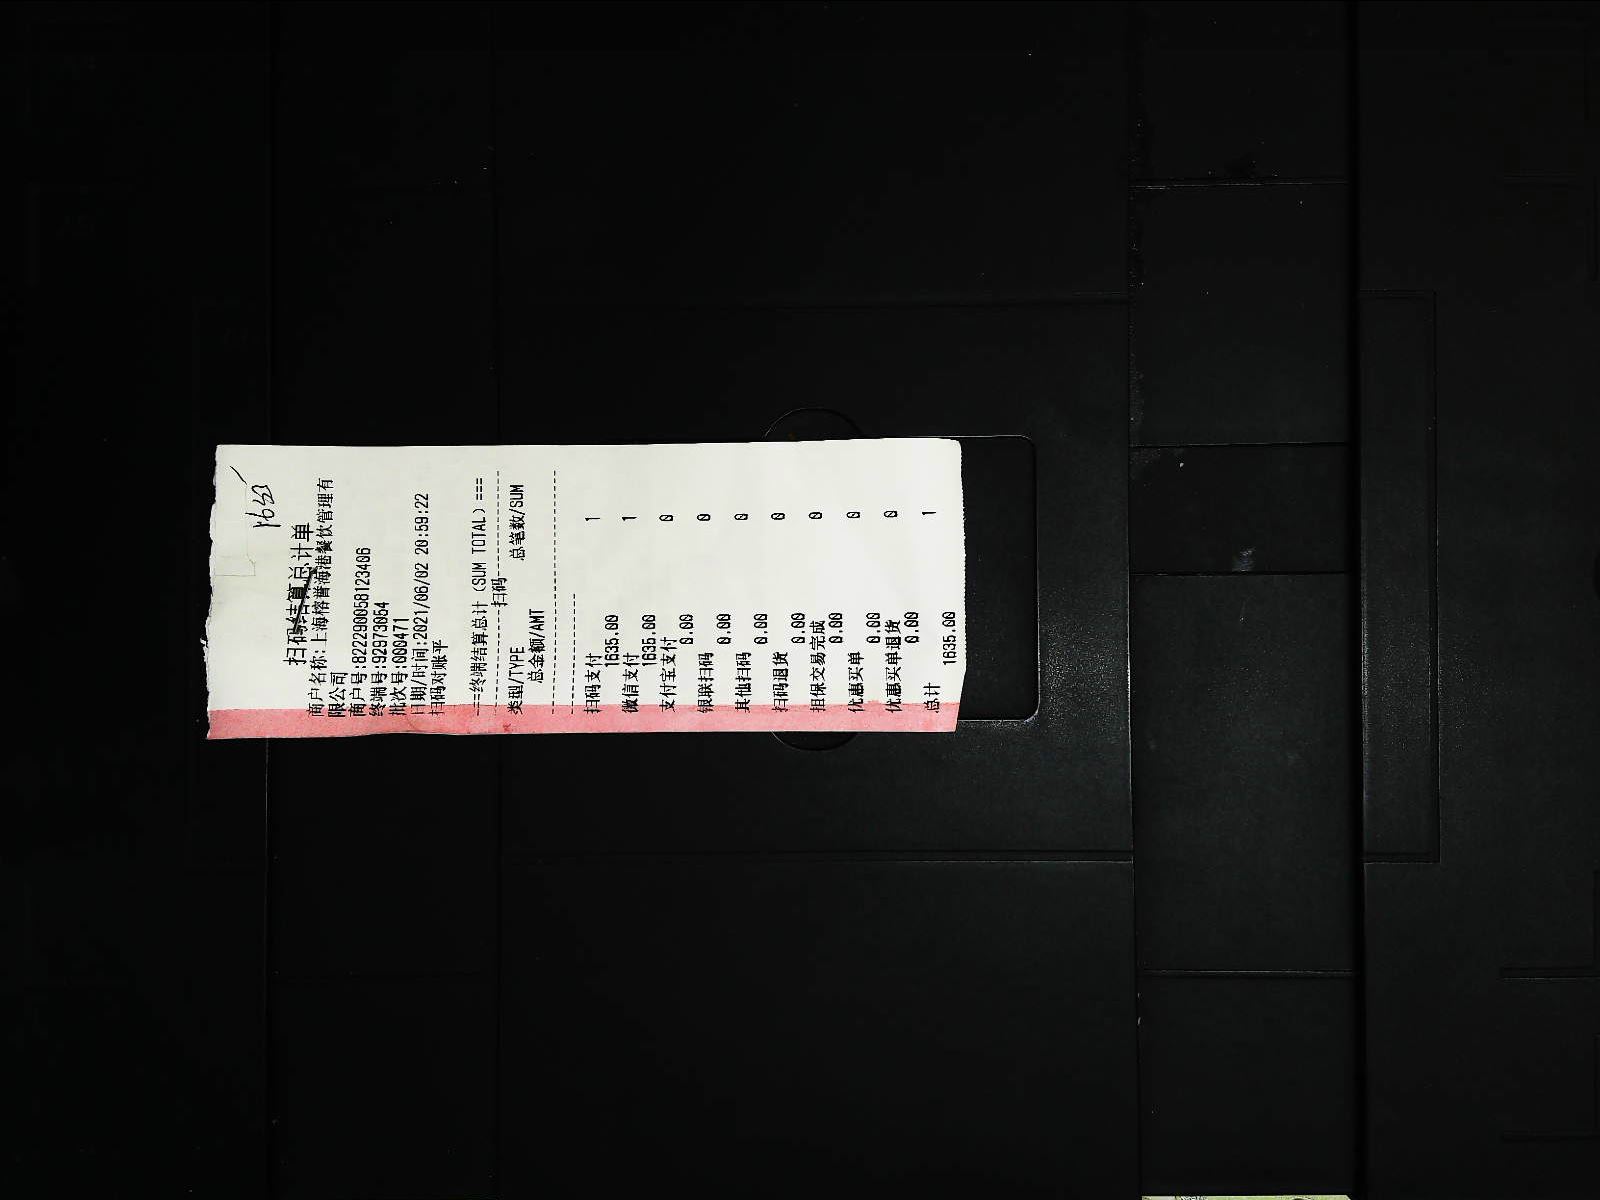 扫码结算总计单
商户名称:上海榕誉海港餐饮管理有
限公司
商户号:822290058123406
终端号:92973054
批次号:000471
日期/时间:2021/06/02 20:59:22
扫码对账平
终端结算总计(SUM TOTAL) ===
扫码
类型/TYPE 总笔数/SUM
总金额/AMT
扫码支付 1
1635.00
微信支付 1
1635.00
支付宝支付 0
0.00
银联扫码 0
0.00
其他扫码 0
0.00
扫码退货 0
0.00
担保交易完成 0
0.00
优惠买单 0
0.00
优惠买单退货 0
0.00
总计 1
1635.00